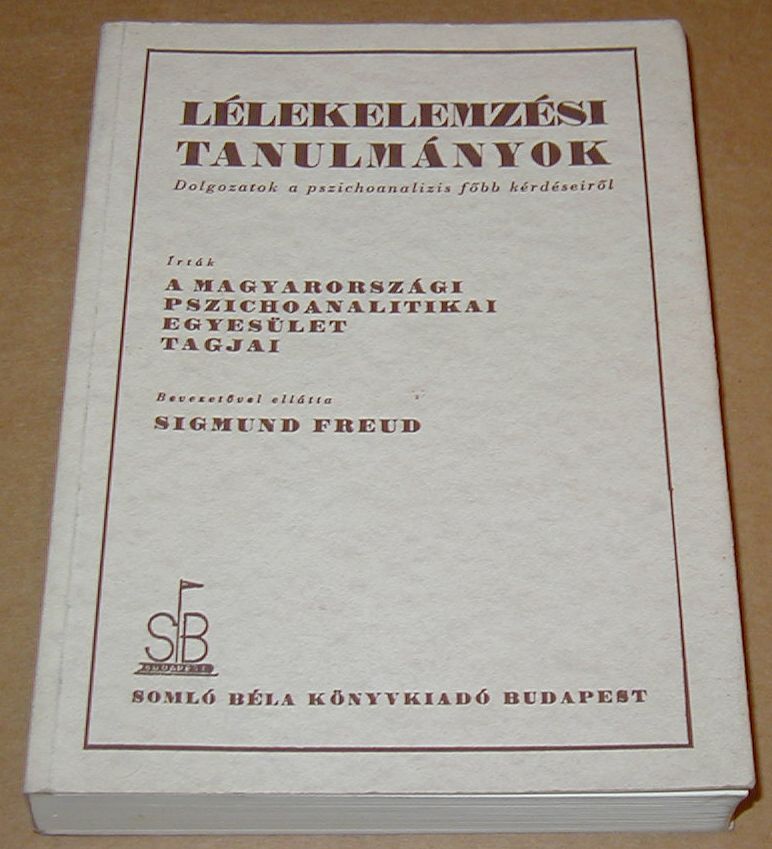 LÉLEKELEMZÉSI
TANULMÁNYOK
Dolgozatok a pszichoanalizis főbb kérdéseiről
Írták
A MAGYARORSZÁGI
PSZICHOANALITIKAI
EGYESÜLET
TAGJAI
Bevezetővel ellátta
SIGMUND FREUD
SB
BUDAPEST
SOMLÓ BÉLA KÖNYVKIADÓ BUDAPEST